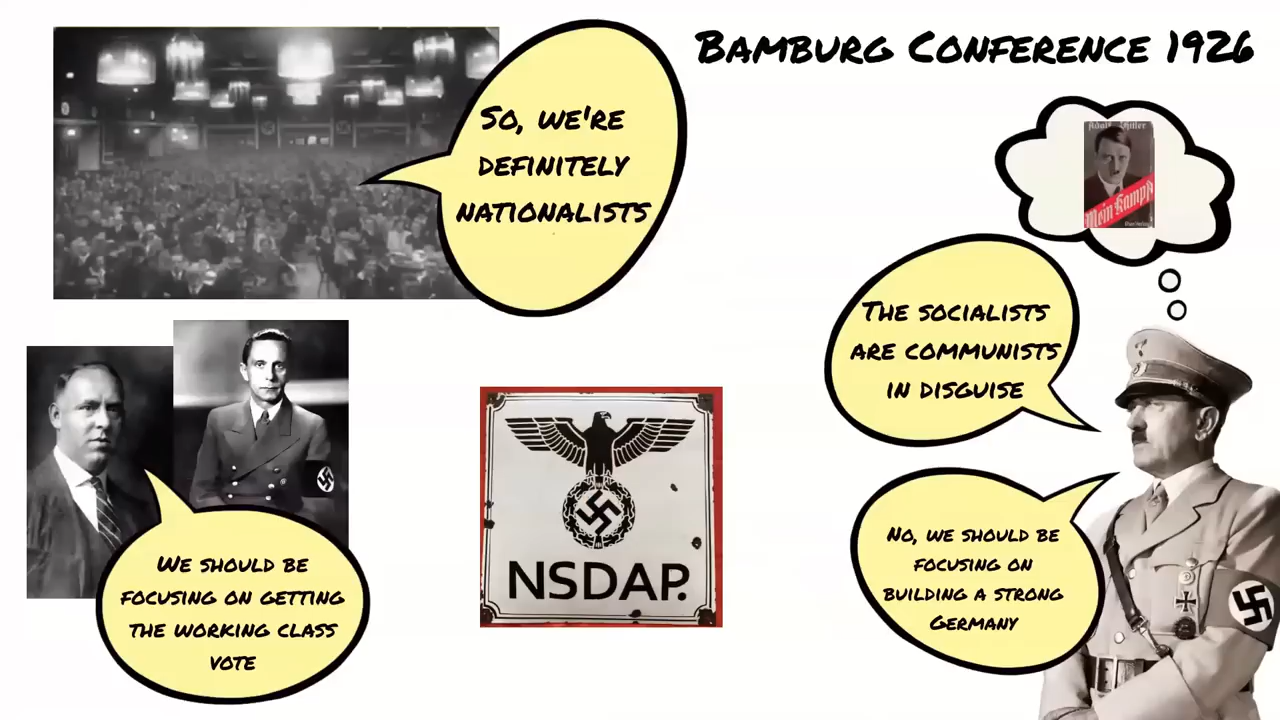 Bamburg Conference 1926
So, we're
definitely
nationalists
Adolf Hitler
Mein Kampf
The socialists
are communists
in disguise
No, we should be
focusing on
building a strong
Germany
We should be
focusing on getting
the working class
vote
NSDAP.